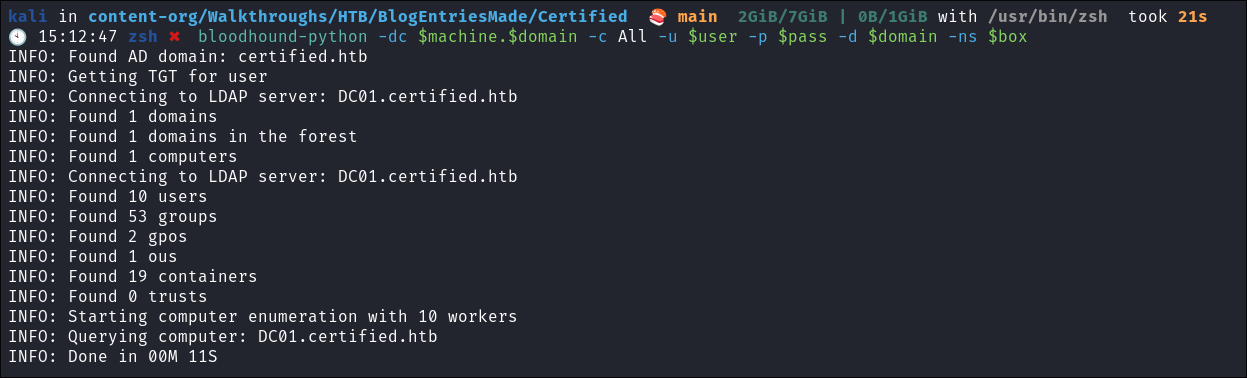 kali in content-org/Walkthroughs/HTB/BlogEntriesMade/Certified 🍣 main 2GiB/7GiB | 0B/1GiB with /usr/bin/zsh took 21s
🕙 15:12:47 zsh ✖ bloodhound-python -dc $machine.$domain -c All -u $user -p $pass -d $domain -ns $box
INFO: Found AD domain: certified.htb
INFO: Getting TGT for user
INFO: Connecting to LDAP server: DC01.certified.htb
INFO: Found 1 domains
INFO: Found 1 domains in the forest
INFO: Found 1 computers
INFO: Connecting to LDAP server: DC01.certified.htb
INFO: Found 10 users
INFO: Found 53 groups
INFO: Found 2 gpos
INFO: Found 1 ous
INFO: Found 19 containers
INFO: Found 0 trusts
INFO: Starting computer enumeration with 10 workers
INFO: Querying computer: DC01.certified.htb
INFO: Done in 00M 11S